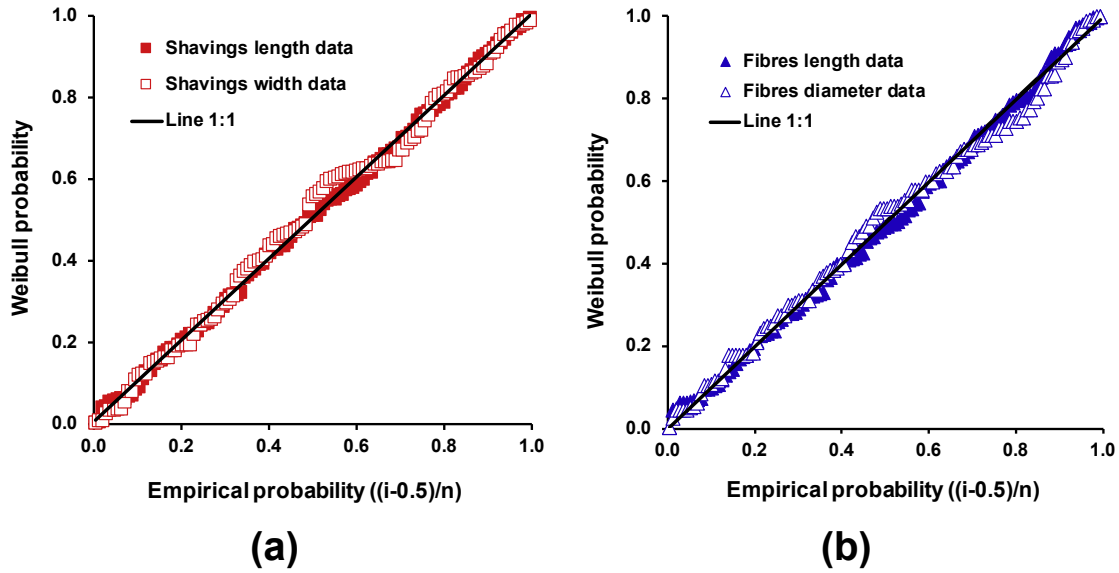 1.0
0.8
0.6
0.4
0.2
0.0
Weibull probability
Shavings length data
Shavings width data
Line 1:1
0.0 0.2 0.4 0.6 0.8 1.0
Empirical probability ((i-0.5)/n)
(a)
1.0
0.8
0.6
0.4
0.2
0.0
Weibull probability
Fibres length data
Fibres diameter data
Line 1:1
0.0 0.2 0.4 0.6 0.8 1.0
Empirical probability ((i-0.5)/n)
(b)